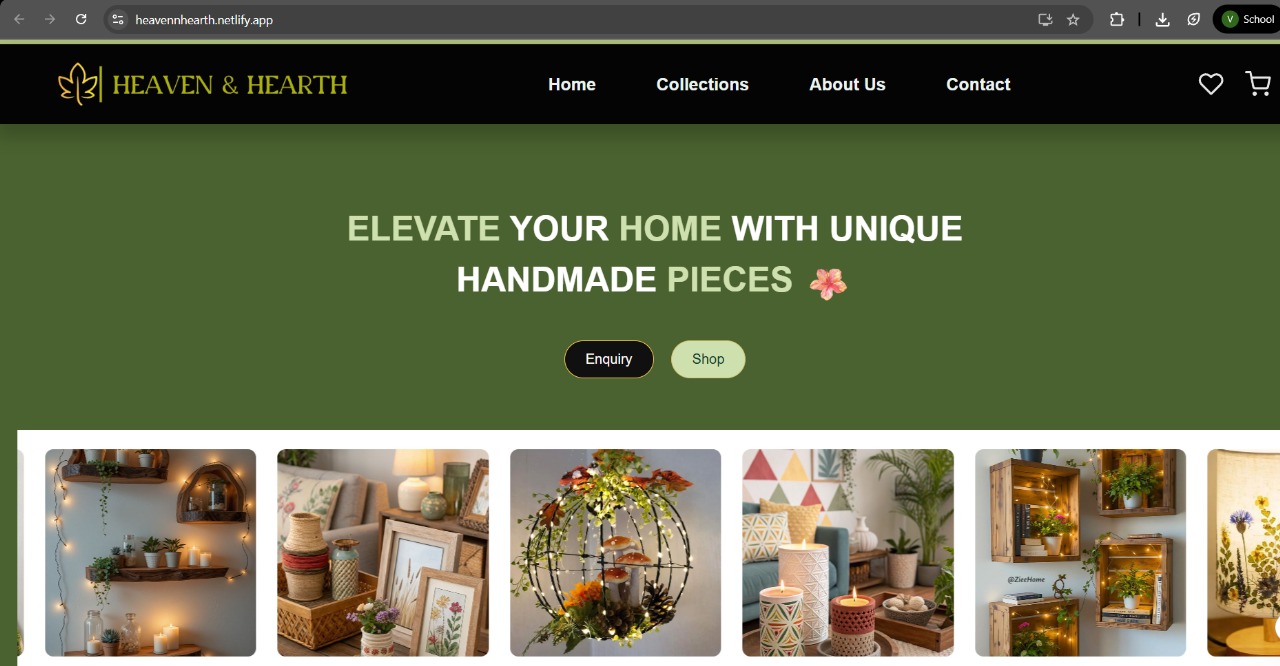 heavennhearth.netlify.app
V School
HEAVEN & HEARTH
Home Collections About Us Contact
ELEVATE YOUR HOME WITH UNIQUE
HANDMADE PIECES
Enquiry Shop
@ZiceHome